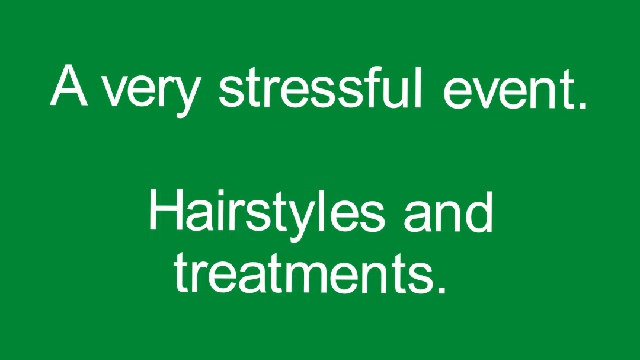 A very stressful event.
Hairstyles and
treatments.